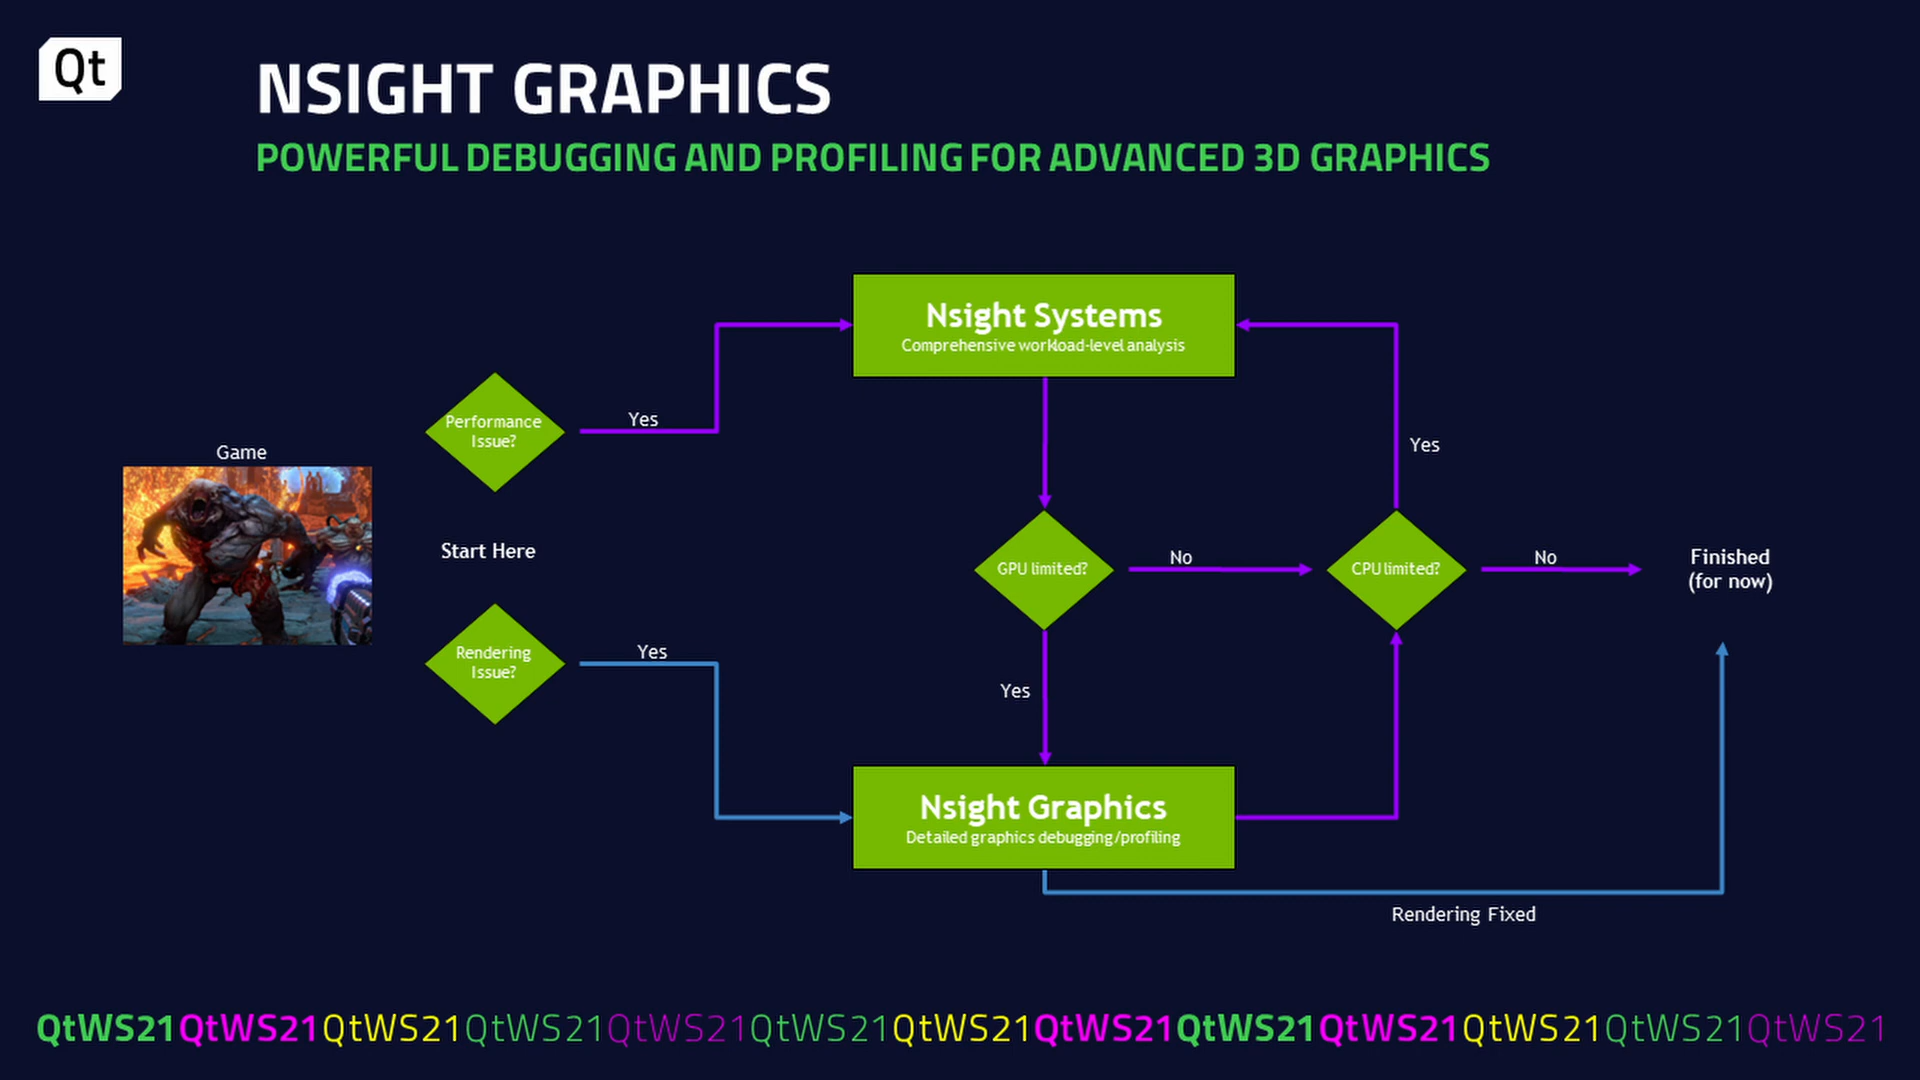 Qt
NSIGHT GRAPHICS
POWERFUL DEBUGGING AND PROFILING FOR ADVANCED 3D GRAPHICS
Nsight Systems
Comprehensive workload-level analysis
Performance
Issue?
Yes
Yes
Game
Start Here
GPU limited?
No
CPU limited?
No
Finished
(for now)
Rendering
Issue?
Yes
Yes
Nsight Graphics
Detailed graphics debugging/profiling
Rendering Fixed
QtWS21QtWS21QtWS21QtWS21QtWS21QtWS21QtWS21QtWS21QtWS21QtWS21QtWS21QtWS21QtWS21